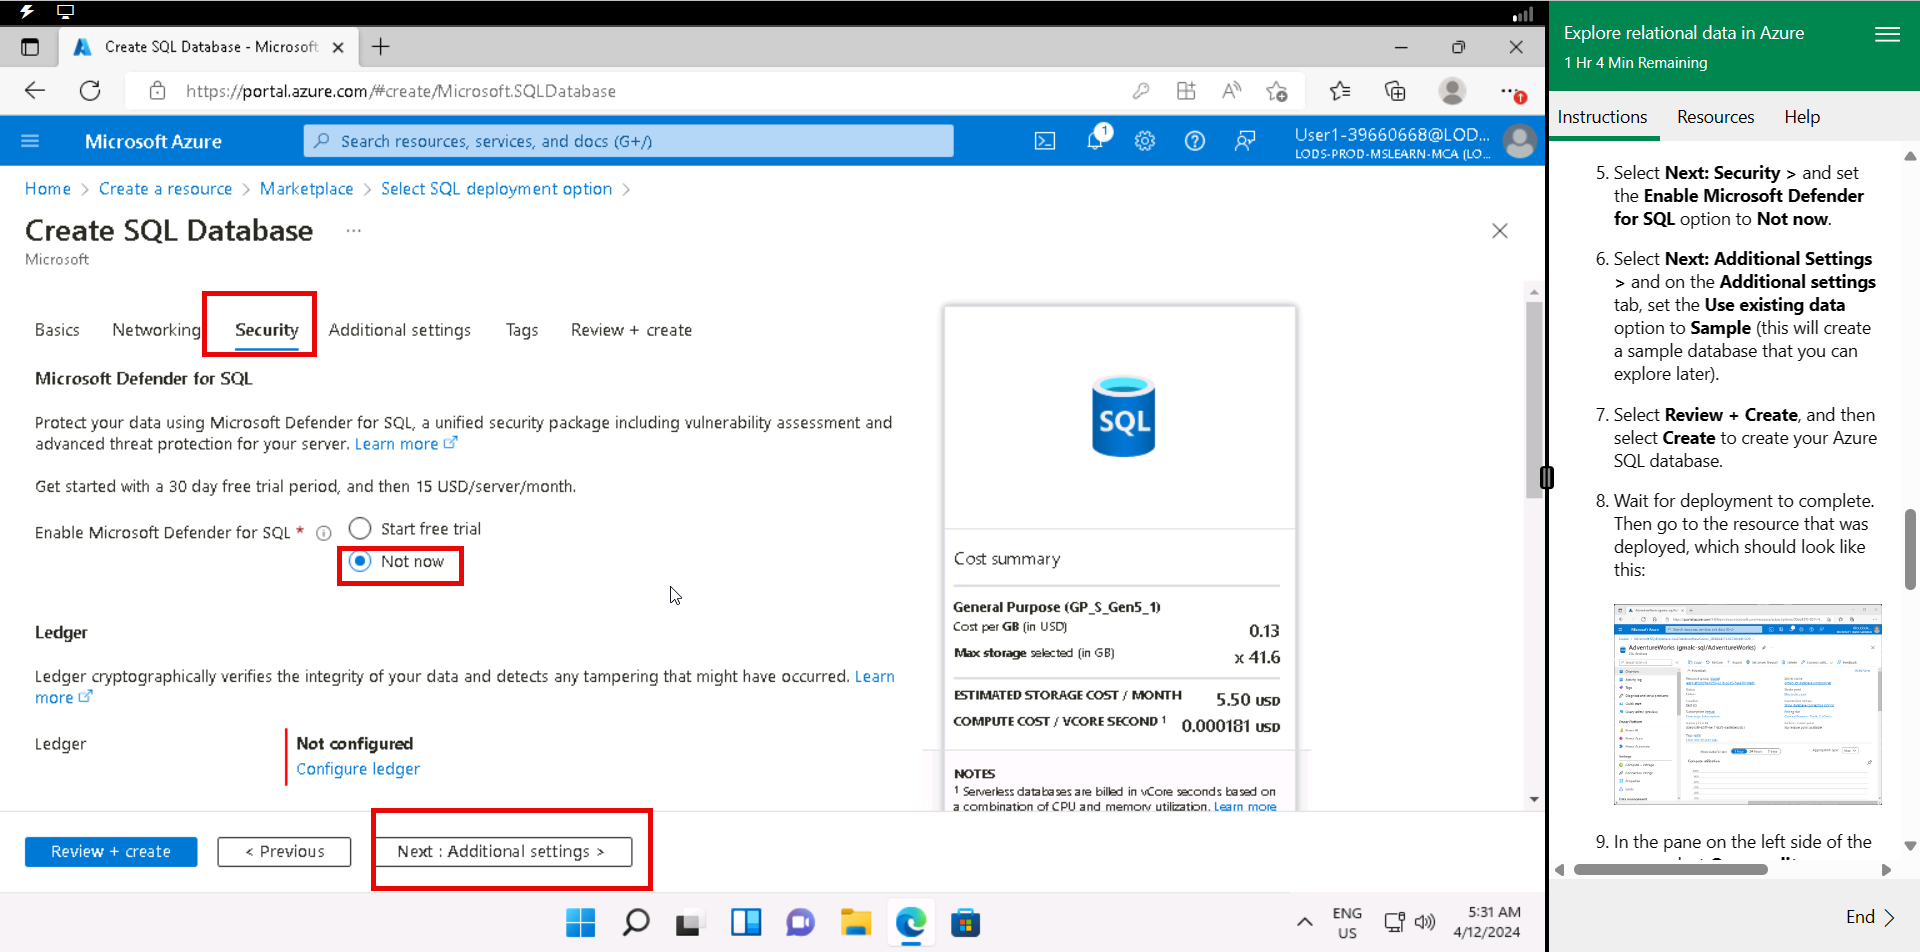 Create SQL Database - Microsoft
https://portal.azure.com/#create/Microsoft.SQLDatabase
Microsoft Azure
Search resources, services, and docs (G+/)
1
User1-39660668@LOD...
LODS-PROD-MSLEARN-MCA (LO...
Home > Create a resource > Marketplace > Select SQL deployment option >
Create SQL Database ...
Microsoft
Basics Networking Security Additional settings Tags Review + create
Microsoft Defender for SQL
Protect your data using Microsoft Defender for SQL, a unified security package including vulnerability assessment and
advanced threat protection for your server. Learn more
Get started with a 30 day free trial period, and then 15 USD/server/month.
Enable Microsoft Defender for SQL * Start free trial
Not now
Ledger
Ledger cryptographically verifies the integrity of your data and detects any tampering that might have occurred. Learn
more
Ledger
Not configured
Configure ledger
SQL
Cost summary
General Purpose (GP_S_Gen5_1)
Cost per GB (in USD) 0.13
Max storage selected (in GB) x 41.6
ESTIMATED STORAGE COST / MONTH 5.50 USD
COMPUTE COST / VCORE SECOND 1 0.000181 USD
NOTES
1 Serverless databases are billed in vCore seconds based on
a combination of CPU and memory utilization. Learn more
Review + create
< Previous
Next : Additional settings >
ENG
US
5:31 AM
4/12/2024
Explore relational data in Azure
1 Hr 4 Min Remaining
Instructions Resources Help
5. Select Next: Security > and set
the Enable Microsoft Defender
for SQL option to Not now.
6. Select Next: Additional Settings
> and on the Additional settings
tab, set the Use existing data
option to Sample (this will create
a sample database that you can
explore later).
7. Select Review + Create, and then
select Create to create your Azure
SQL database.
8. Wait for deployment to complete.
Then go to the resource that was
deployed, which should look like
this:
9. In the pane on the left side of the
End >